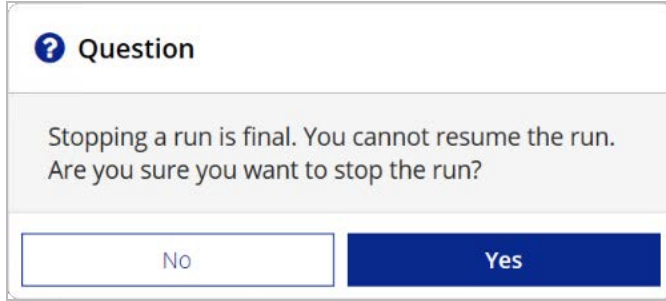 Question
Stopping a run is final. You cannot resume the run.
Are you sure you want to stop the run?
No
Yes